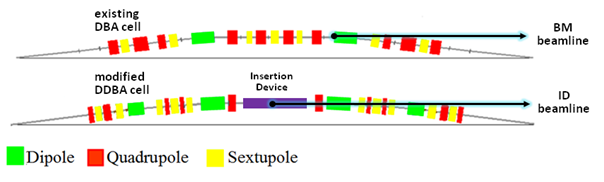 existing
DBA cell
BM
beamline
modified
DDBA cell
Insertion
Device
ID
beamline
Dipole Quadrupole Sextupole